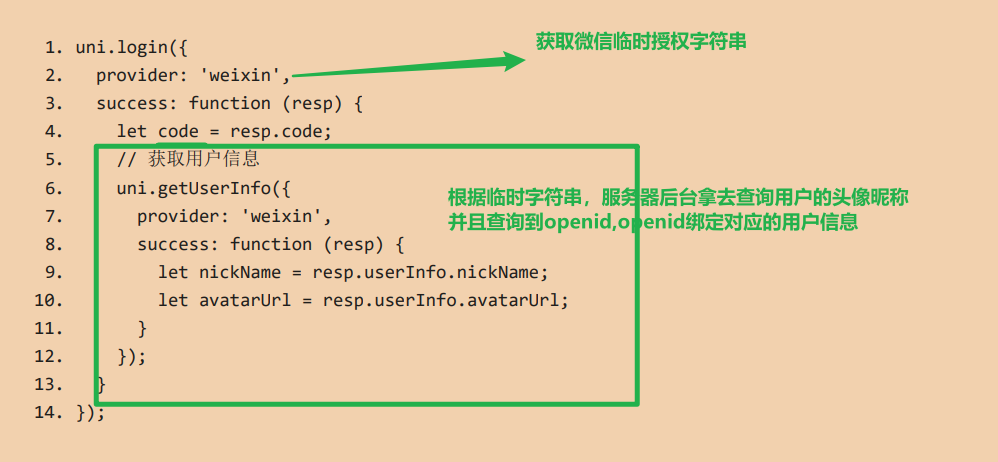 获取微信临时授权字符串
1. uni.login({
2. provider: 'weixin',
3. success: function (resp) {
4. let code = resp.code;
5. // 获取用户信息
6. uni.getUserInfo({
根据临时字符串，服务器后台拿去查询用户的头像昵称
7. provider: 'weixin',
并且查询到openid,openid绑定对应的用户信息
8. success: function (resp) {
9. let nickName = resp.userInfo.nickName;
10. let avatarUrl = resp.userInfo.avatarUrl;
11. }
12. });
13. }
14. });